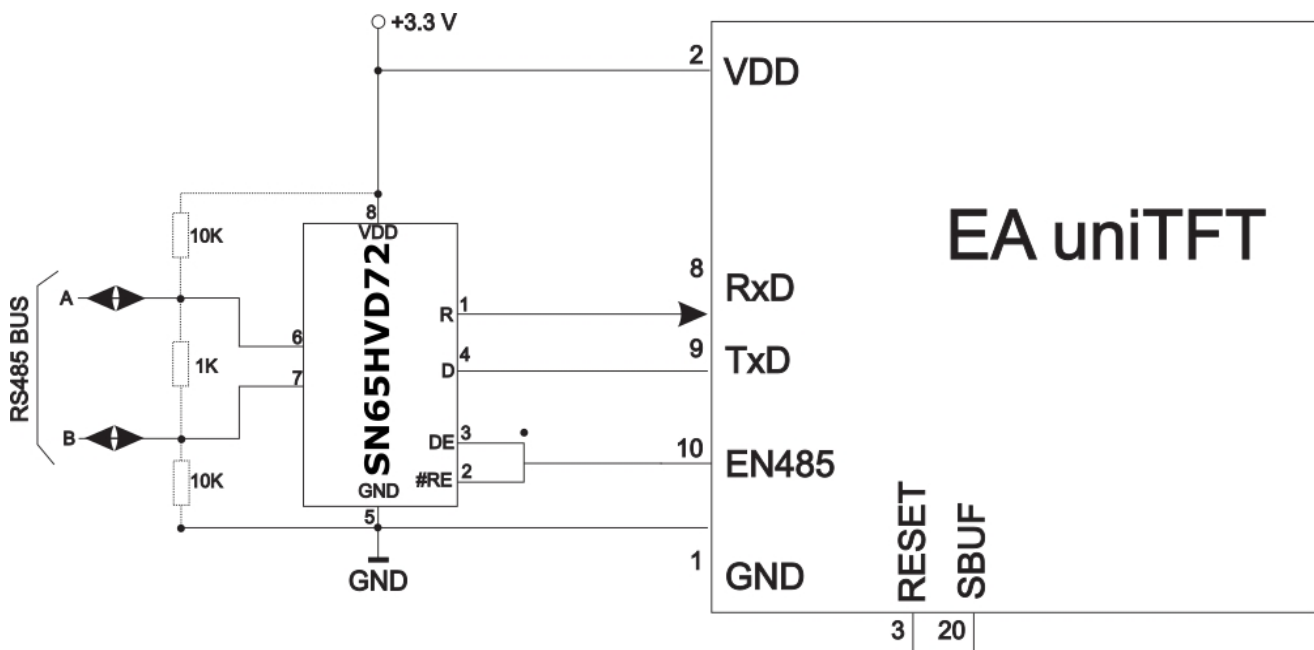 +3.3 V
2
VDD
8
VDD
10K
EA uniTFT
8
RxD
RS485 BUS
A
6
R
1
SN65HVD72
1K
7
4
D
9
TxD
B
DE
3
10
EN485
10K
#RE
2
GND
5
GND
1
GND
RESET
SBUF
3
20